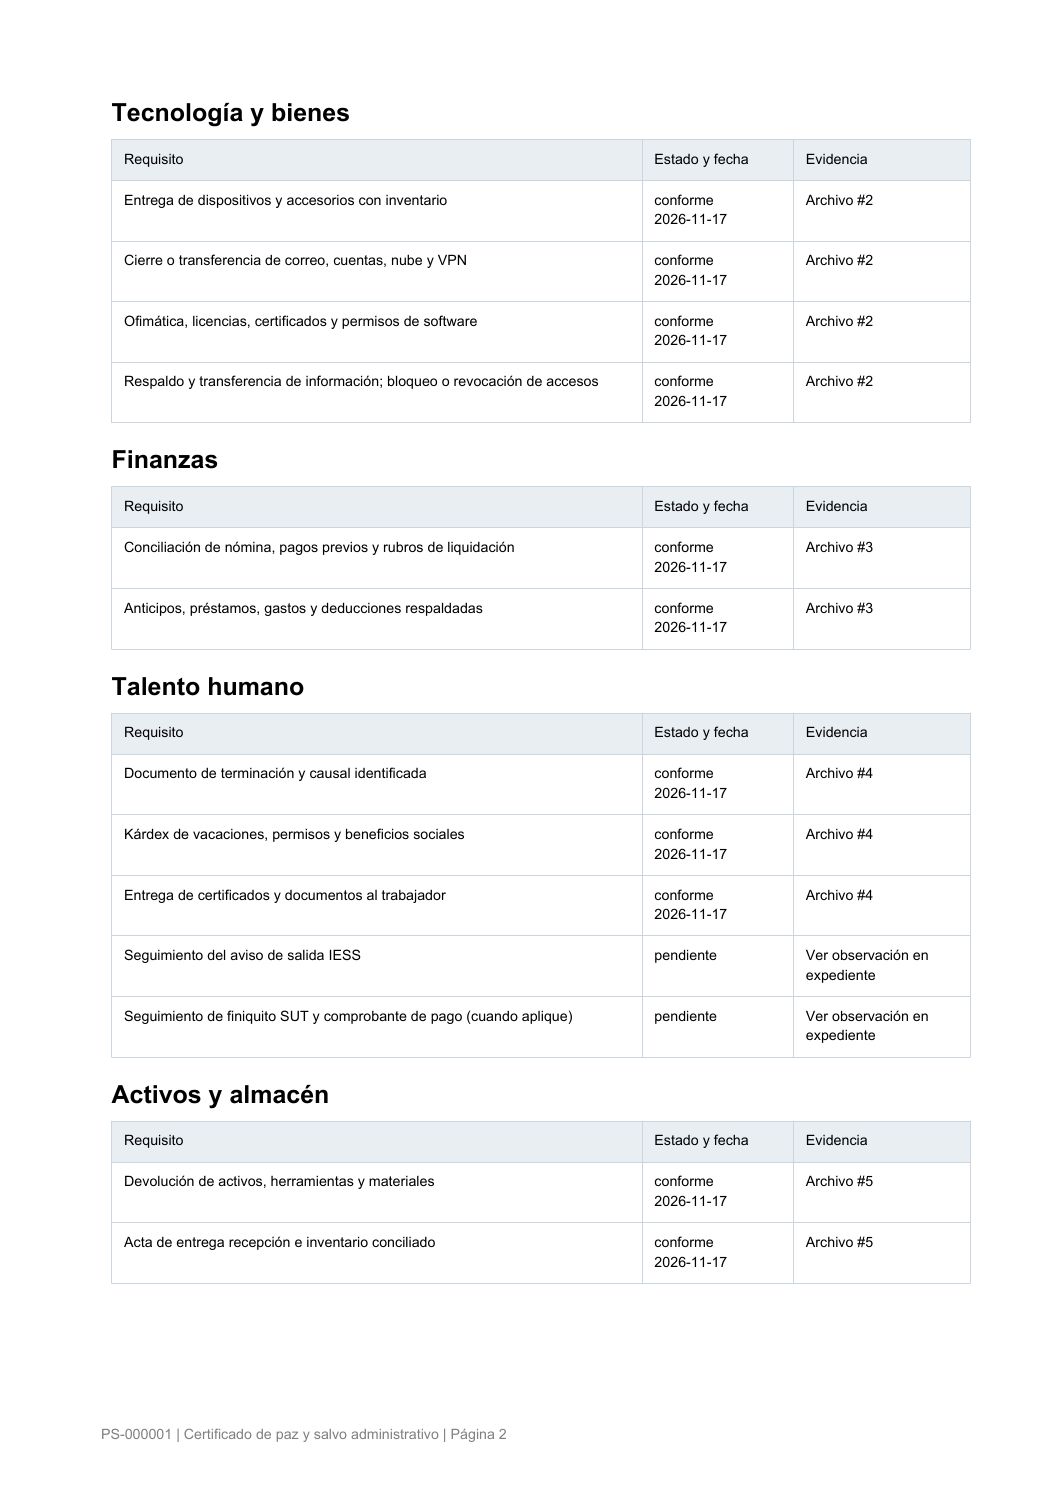 Tecnología y bienes
Requisito Estado y fecha Evidencia
Entrega de dispositivos y accesorios con inventario conforme Archivo #2
2026-11-17
Cierre o transferencia de correo, cuentas, nube y VPN conforme Archivo #2
2026-11-17
Ofimática, licencias, certificados y permisos de software conforme Archivo #2
2026-11-17
Respaldo y transferencia de información; bloqueo o revocación de accesos conforme Archivo #2
2026-11-17
Finanzas
Requisito Estado y fecha Evidencia
Conciliación de nómina, pagos previos y rubros de liquidación conforme Archivo #3
2026-11-17
Anticipos, préstamos, gastos y deducciones respaldadas conforme Archivo #3
2026-11-17
Talento humano
Requisito Estado y fecha Evidencia
Documento de terminación y causal identificada conforme Archivo #4
2026-11-17
Kárdex de vacaciones, permisos y beneficios sociales conforme Archivo #4
2026-11-17
Entrega de certificados y documentos al trabajador conforme Archivo #4
2026-11-17
Seguimiento del aviso de salida IESS pendiente Ver observación en
expediente
Seguimiento de finiquito SUT y comprobante de pago (cuando aplique) pendiente Ver observación en
expediente
Activos y almacén
Requisito Estado y fecha Evidencia
Devolución de activos, herramientas y materiales conforme Archivo #5
2026-11-17
Acta de entrega recepción e inventario conciliado conforme Archivo #5
2026-11-17
PS-000001 | Certificado de paz y salvo administrativo | Página 2